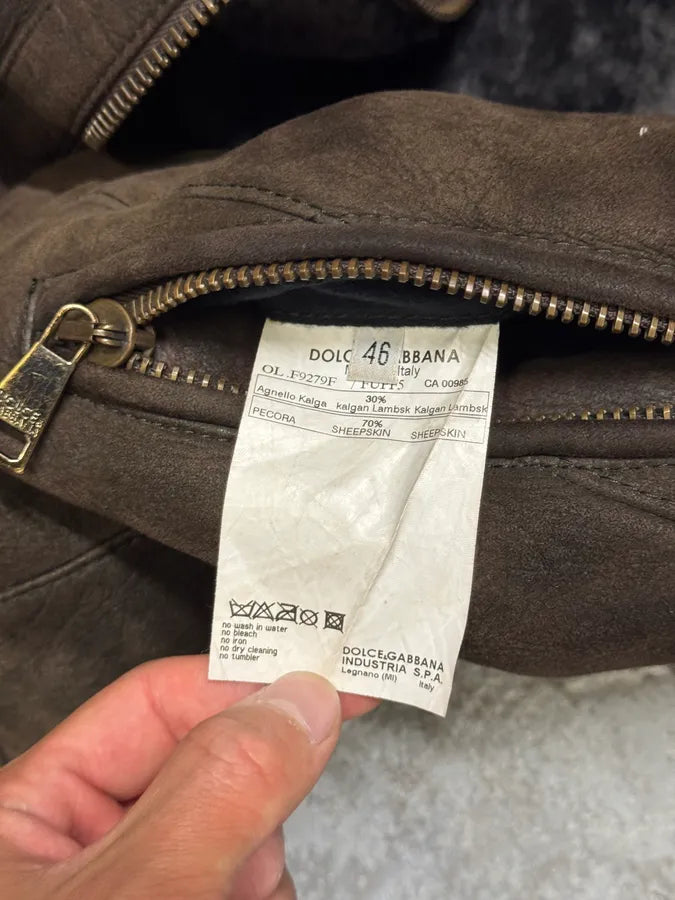 DOLC 46 BBANA
Italy
OL .F9279F / FUFF5 CA 00985
Agnello Kalga 30% kalgan Lambsk Kalgan Lambsk
PECORA 70% SHEEPSKIN SHEEPSKIN
no wash in water
no bleach
no iron
no dry cleaning
no tumbler
DOLCE&GABBANA
INDUSTRIA S.P.A.
Legnano (MI)
Italy
DOLCE
&GABBANA